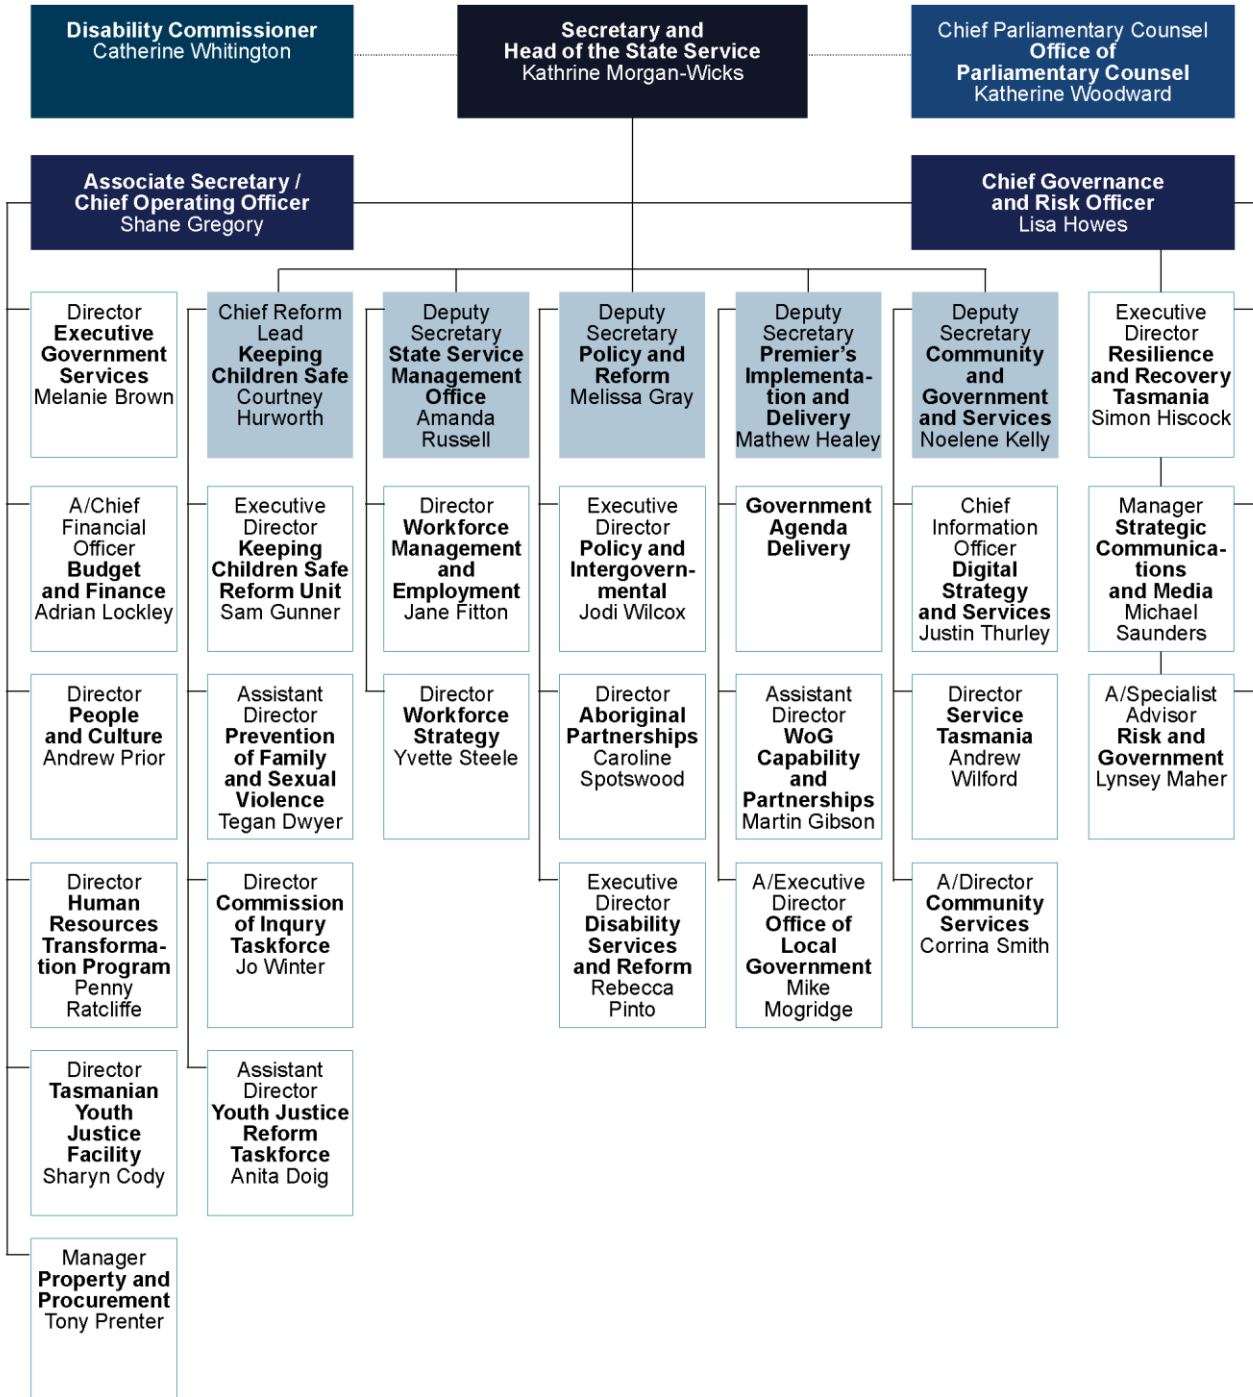 Disability Commissioner
Catherine Whitington
Secretary and
Head of the State Service
Kathrine Morgan-Wicks
Chief Parliamentary Counsel
Office of
Parliamentary Counsel
Katherine Woodward
Associate Secretary /
Chief Operating Officer
Shane Gregory
Chief Governance
and Risk Officer
Lisa Howes
Director
Executive
Government
Services
Melanie Brown
Chief Reform
Lead
Keeping
Children Safe
Courtney
Hurworth
Deputy
Secretary
State Service
Management
Office
Amanda
Russell
Deputy
Secretary
Policy and
Reform
Melissa Gray
Deputy
Secretary
Premier's
Implementa-
tion and
Delivery
Mathew Healey
Deputy
Secretary
Community
and
Government
and Services
Noelene Kelly
Executive
Director
Resilience
and Recovery
Tasmania
Simon Hiscock
A/Chief
Financial
Officer
Budget
and Finance
Adrian Lockley
Executive
Director
Keeping
Children Safe
Reform Unit
Sam Gunner
Director
Workforce
Management
and
Employment
Jane Fitton
Executive
Director
Policy and
Intergovern-
mental
Jodi Wilcox
Government
Agenda
Delivery
Chief
Information
Officer
Digital
Strategy
and Services
Justin Thurley
Manager
Strategic
Communica-
tions
and Media
Michael
Saunders
Director
People
and Culture
Andrew Prior
Assistant
Director
Prevention
of Family
and Sexual
Violence
Tegan Dwyer
Director
Workforce
Strategy
Yvette Steele
Director
Aboriginal
Partnerships
Caroline
Spotswood
Assistant
Director
WoG
Capability
and
Partnerships
Martin Gibson
Director
Service
Tasmania
Andrew
Wilford
A/Specialist
Advisor
Risk and
Government
Lynsey Maher
Director
Human
Resources
Transforma-
tion Program
Penny
Ratcliffe
Director
Commission
of Inqury
Taskforce
Jo Winter
Executive
Director
Disability
Services
and Reform
Rebecca
Pinto
A/Executive
Director
Office of
Local
Government
Mike
Mogridge
A/Director
Community
Services
Corrina Smith
Director
Tasmanian
Youth
Justice
Facility
Sharyn Cody
Assistant
Director
Youth Justice
Reform
Taskforce
Anita Doig
Manager
Property and
Procurement
Tony Prenter